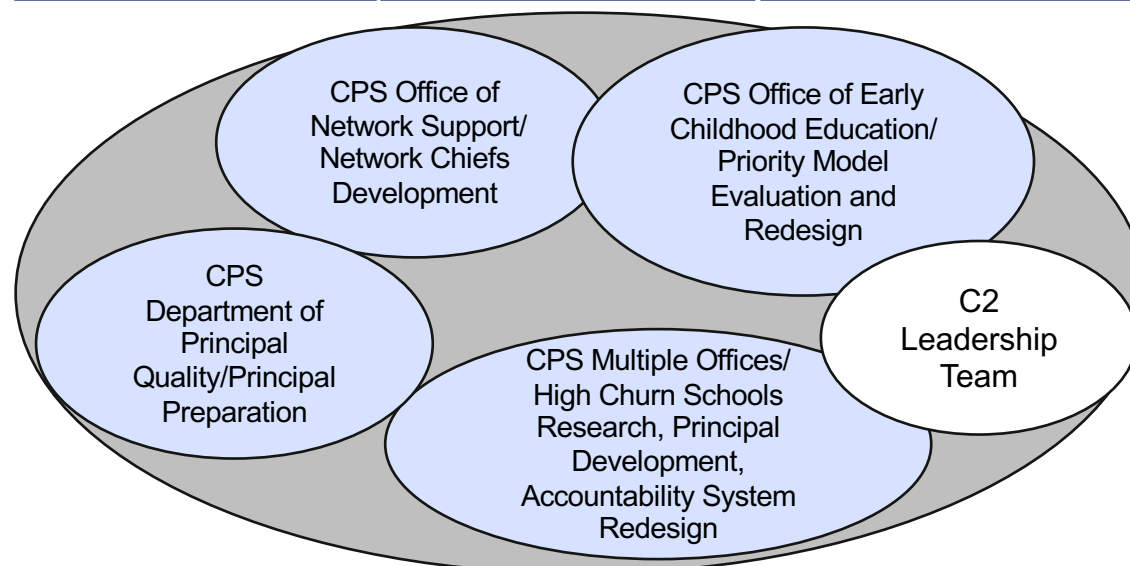 CPS Office of
Network Support/
Network Chiefs
Development
CPS Office of Early
Childhood Education/
Priority Model
Evaluation and
Redesign
CPS
Department of
Principal
Quality/Principal
Preparation
CPS Multiple Offices/
High Churn Schools
Research, Principal
Development,
Accountability System
Redesign
C2
Leadership
Team